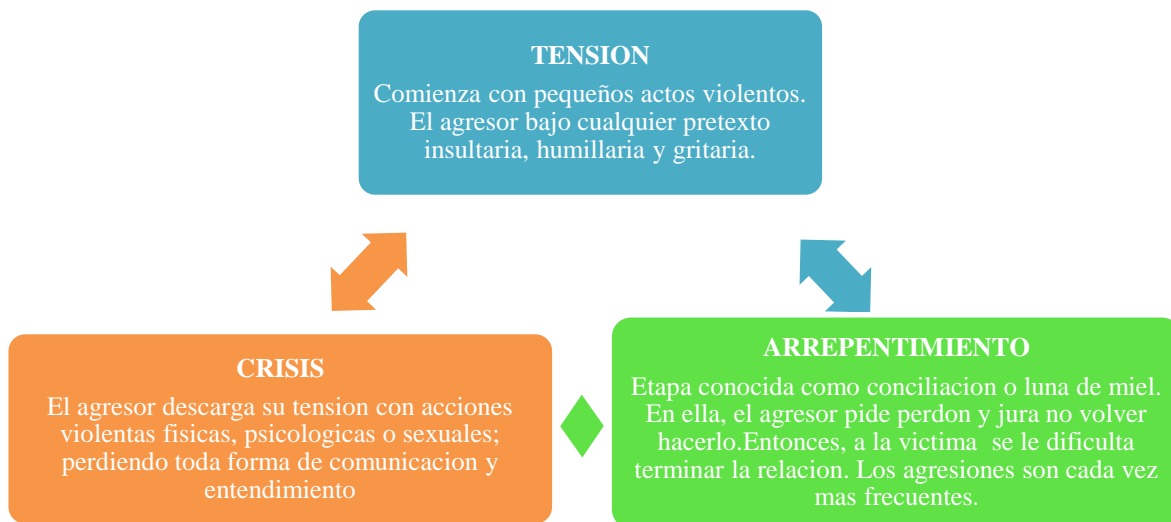 TENSION
Comienza con pequeños actos violentos.
El agresor bajo cualquier pretexto
insultaria, humillaria y gritaria.
CRISIS
El agresor descarga su tension con acciones
violentas fisicas, psicologicas o sexuales;
perdiendo toda forma de comunicacion y
entendimiento
ARREPENTIMIENTO
Etapa conocida como conciliacion o luna de miel.
En ella, el agresor pide perdon y jura no volver
hacerlo.Entonces, a la victima se le dificulta
terminar la relacion. Los agresiones son cada vez
mas frecuentes.